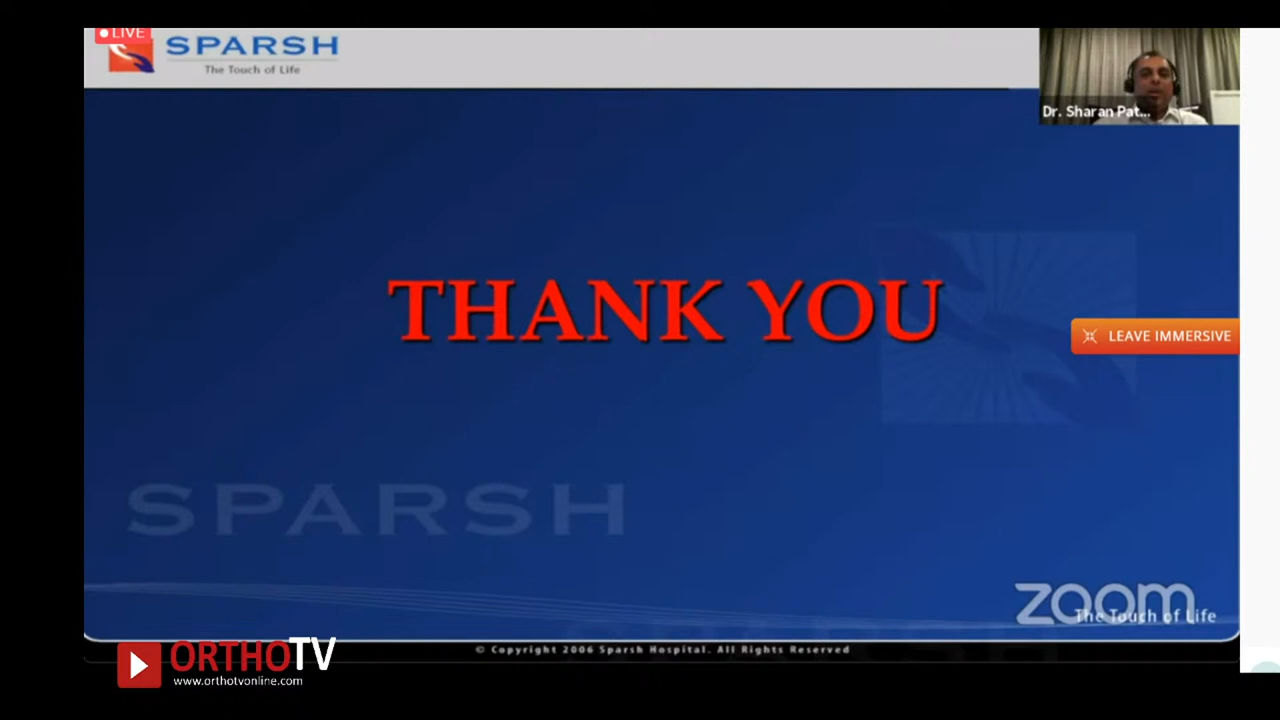 LIVE
SPARSH
The Touch of Life
Dr. Sharan Pat...
THANK YOU
LEAVE IMMERSIVE
SPARSH
zoom
The Touch of Life
ORTHOTV
www.orthotvonline.com
© Copyright 2006 Sparsh Hospital. All Rights Reserved